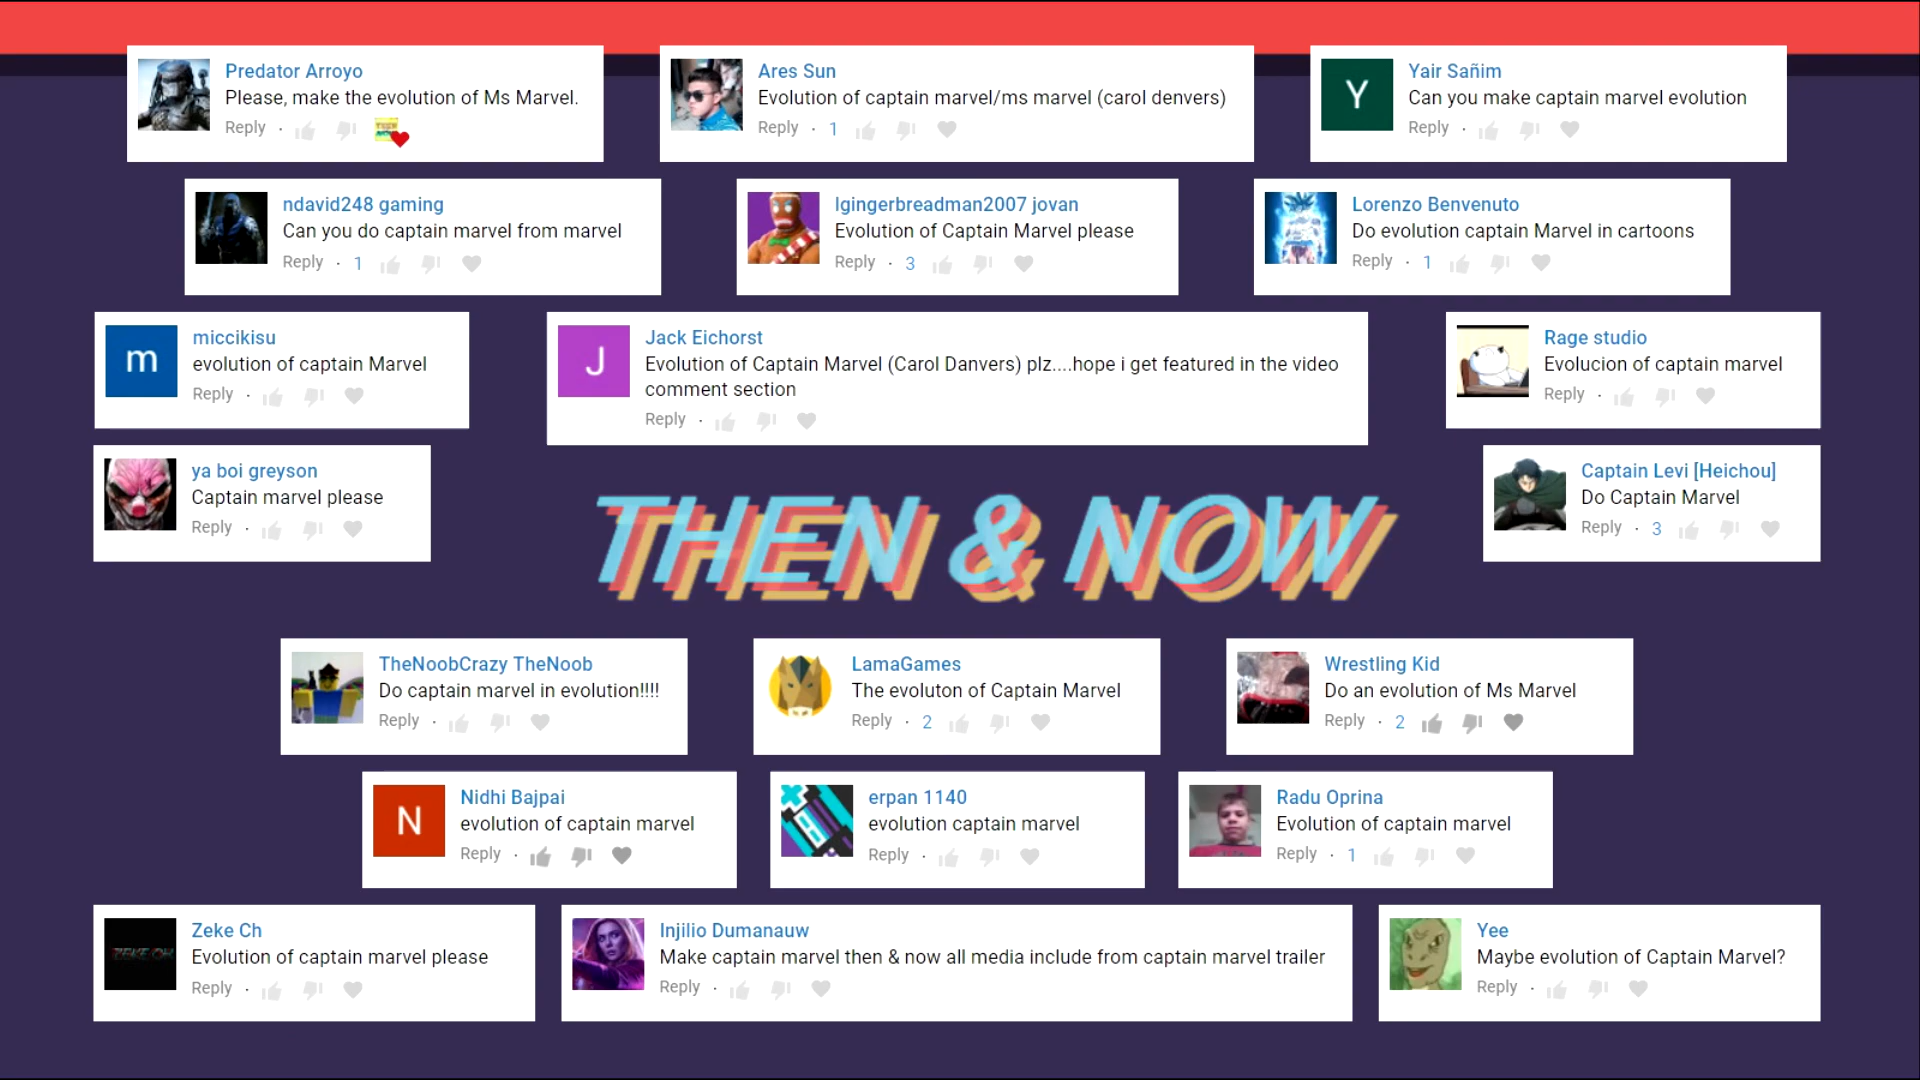 Predator Arroyo
Please, make the evolution of Ms Marvel.
Reply ·
Ares Sun
Evolution of captain marvel/ms marvel (carol denvers)
Reply · 1
Y
Yair Sañim
Can you make captain marvel evolution
Reply ·
ndavid248 gaming
Can you do captain marvel from marvel
Reply · 1
lgingerbreadman2007 jovan
Evolution of Captain Marvel please
Reply · 3
Lorenzo Benvenuto
Do evolution captain Marvel in cartoons
Reply · 1
m
miccikisu
evolution of captain Marvel
Reply ·
J
Jack Eichorst
Evolution of Captain Marvel (Carol Danvers) plz....hope i get featured in the video
comment section
Reply ·
Rage studio
Evolucion of captain marvel
Reply ·
ya boi greyson
Captain marvel please
Reply ·
Captain Levi [Heichou]
Do Captain Marvel
Reply · 3
THEN & NOW
TheNoobCrazy TheNoob
Do captain marvel in evolution!!!!
Reply ·
LamaGames
The evoluton of Captain Marvel
Reply · 2
Wrestling Kid
Do an evolution of Ms Marvel
Reply · 2
N
Nidhi Bajpai
evolution of captain marvel
Reply ·
erpan 1140
evolution captain marvel
Reply ·
Radu Oprina
Evolution of captain marvel
Reply · 1
ZEKE CH
Zeke Ch
Evolution of captain marvel please
Reply ·
Injilio Dumanauw
Make captain marvel then & now all media include from captain marvel trailer
Reply ·
Yee
Maybe evolution of Captain Marvel?
Reply ·